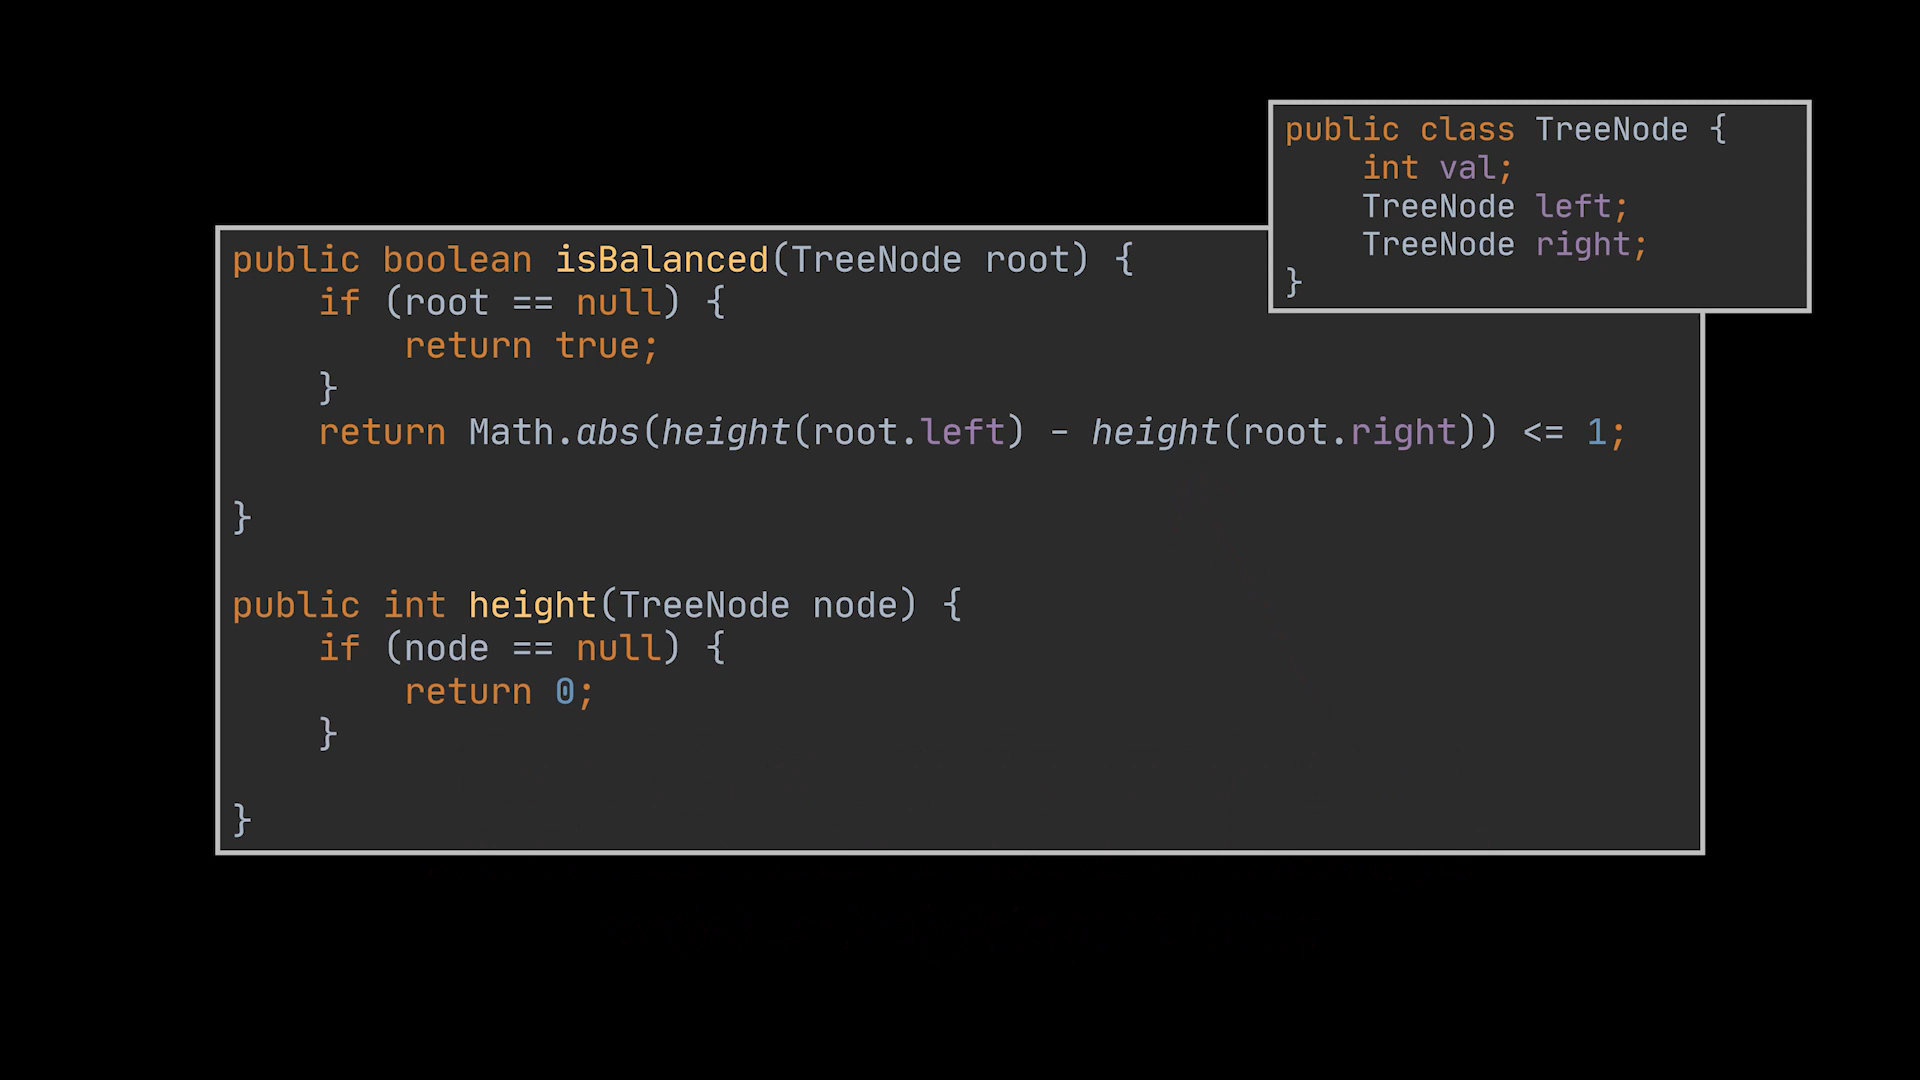 public class TreeNode {
    int val;
    TreeNode left;
    TreeNode right;
}
public boolean isBalanced(TreeNode root) {
    if (root == null) {
        return true;
    }
    return Math.abs(height(root.left) - height(root.right)) <= 1;
}
public int height(TreeNode node) {
    if (node == null) {
        return 0;
    }
}